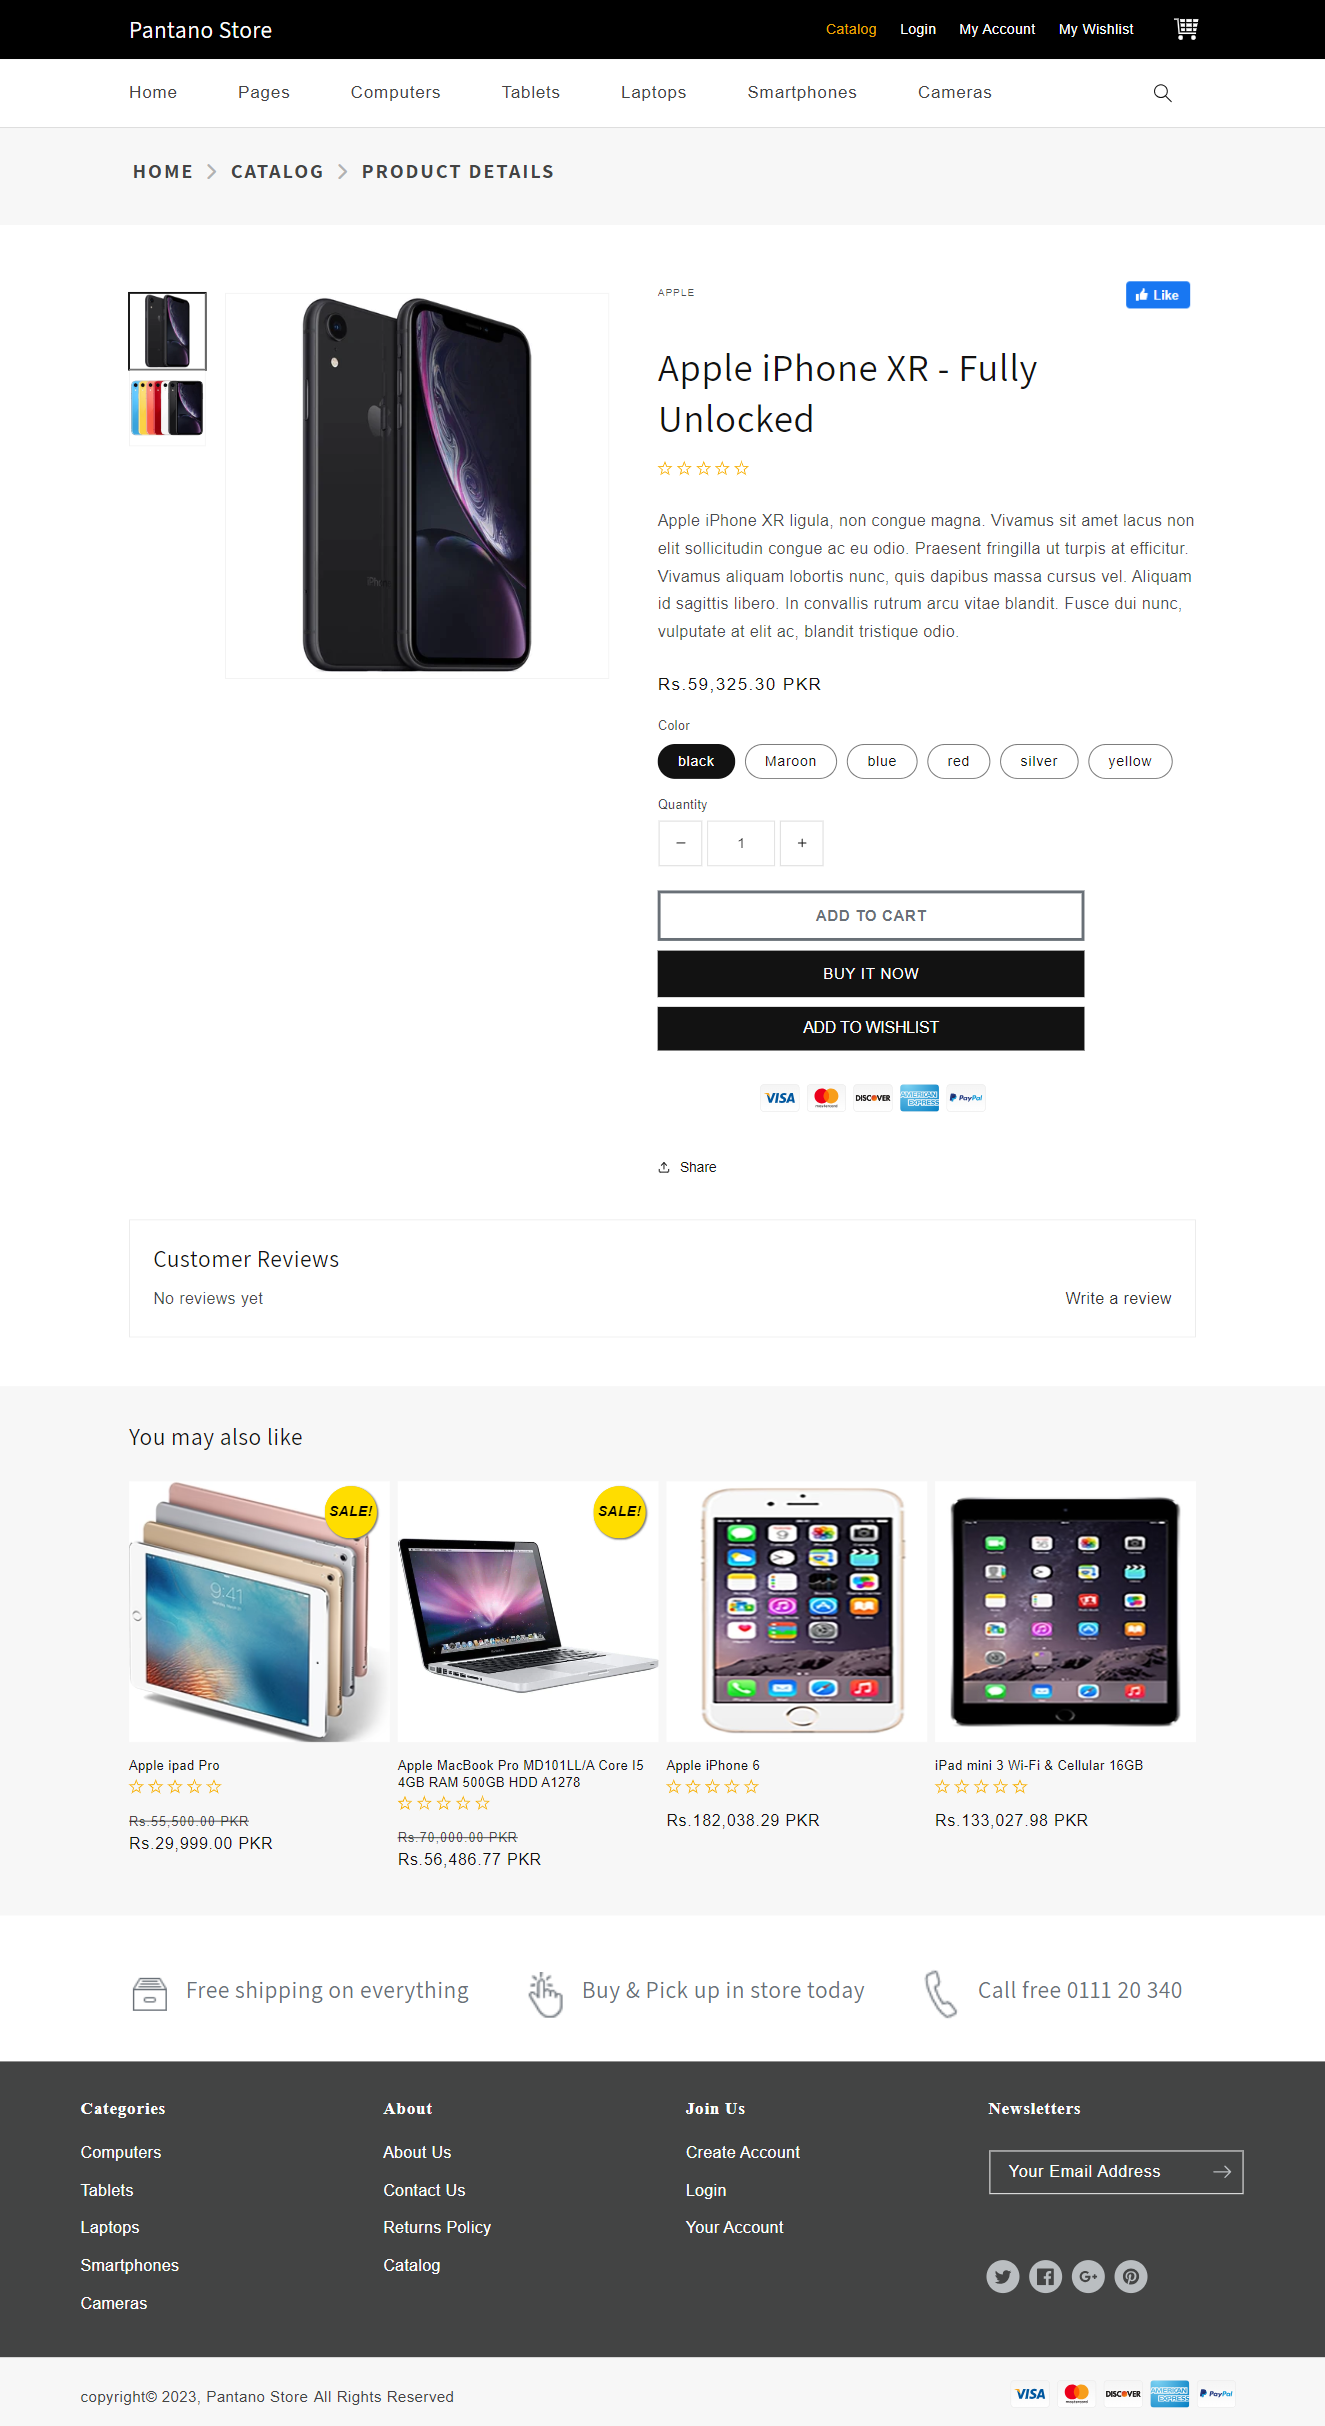 Pantano Store
Catalog Login My Account My Wishlist
Home Pages Computers Tablets Laptops Smartphones Cameras
HOME CATALOG PRODUCT DETAILS
APPLE
Like
Apple iPhone XR - Fully
Unlocked
Apple iPhone XR ligula, non congue magna. Vivamus sit amet lacus non
elit sollicitudin congue ac eu odio. Praesent fringilla ut turpis at efficitur.
Vivamus aliquam lobortis nunc, quis dapibus massa cursus vel. Aliquam
id sagittis libero. In convallis rutrum arcu vitae blandit. Fusce dui nunc,
vulputate at elit ac, blandit tristique odio.
Rs.59,325.30 PKR
Color
black Maroon blue red silver yellow
Quantity
− 1 +
ADD TO CART
BUY IT NOW
ADD TO WISHLIST
VISA mastercard DISCOVER AMERICAN EXPRESS PayPal
Share
Customer Reviews
No reviews yet
Write a review
You may also like
SALE!
SALE!
9:41
Apple ipad Pro
Rs.55,500.00 PKR
Rs.29,999.00 PKR
Apple MacBook Pro MD101LL/A Core I5
4GB RAM 500GB HDD A1278
Rs.70,000.00 PKR
Rs.56,486.77 PKR
Apple iPhone 6
Rs.182,038.29 PKR
iPad mini 3 Wi-Fi & Cellular 16GB
Rs.133,027.98 PKR
Free shipping on everything
Buy & Pick up in store today
Call free 0111 20 340
Categories
Computers
Tablets
Laptops
Smartphones
Cameras
About
About Us
Contact Us
Returns Policy
Catalog
Join Us
Create Account
Login
Your Account
Newsletters
Your Email Address
copyright© 2023, Pantano Store All Rights Reserved
VISA mastercard DISCOVER AMERICAN EXPRESS PayPal